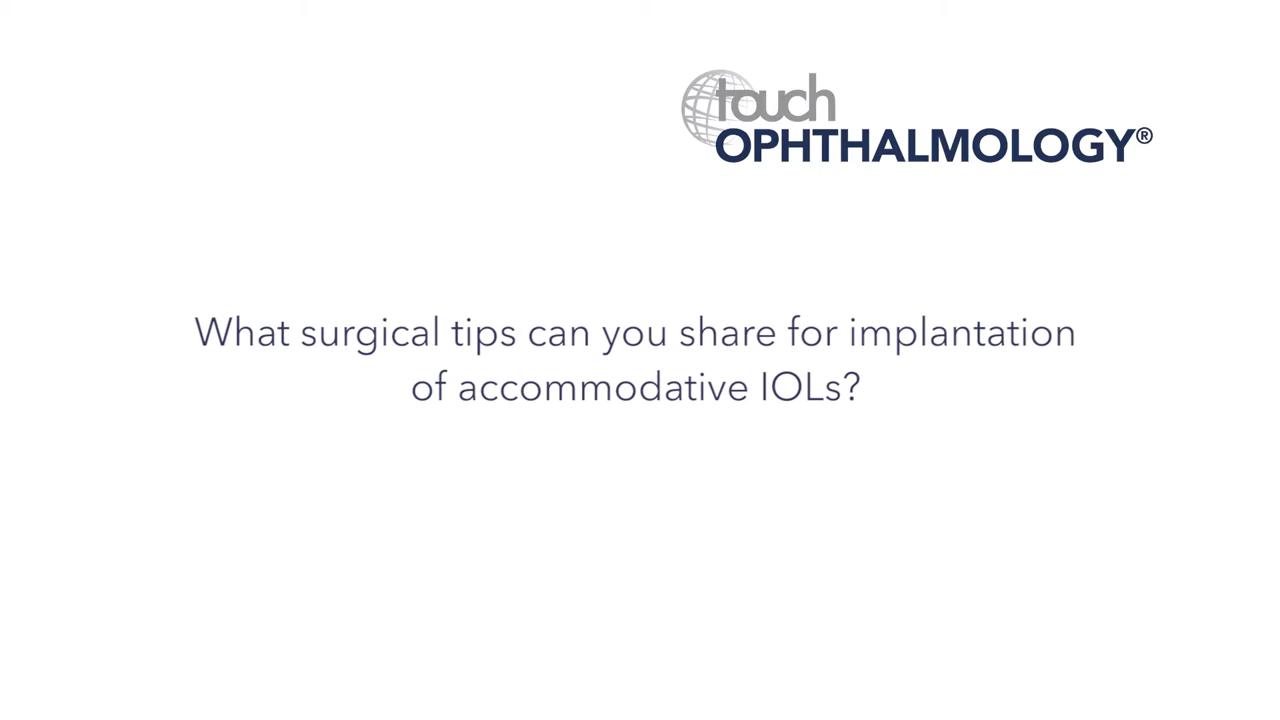 touch
OPHTHALMOLOGY®
What surgical tips can you share for implantation
of accommodative IOLs?